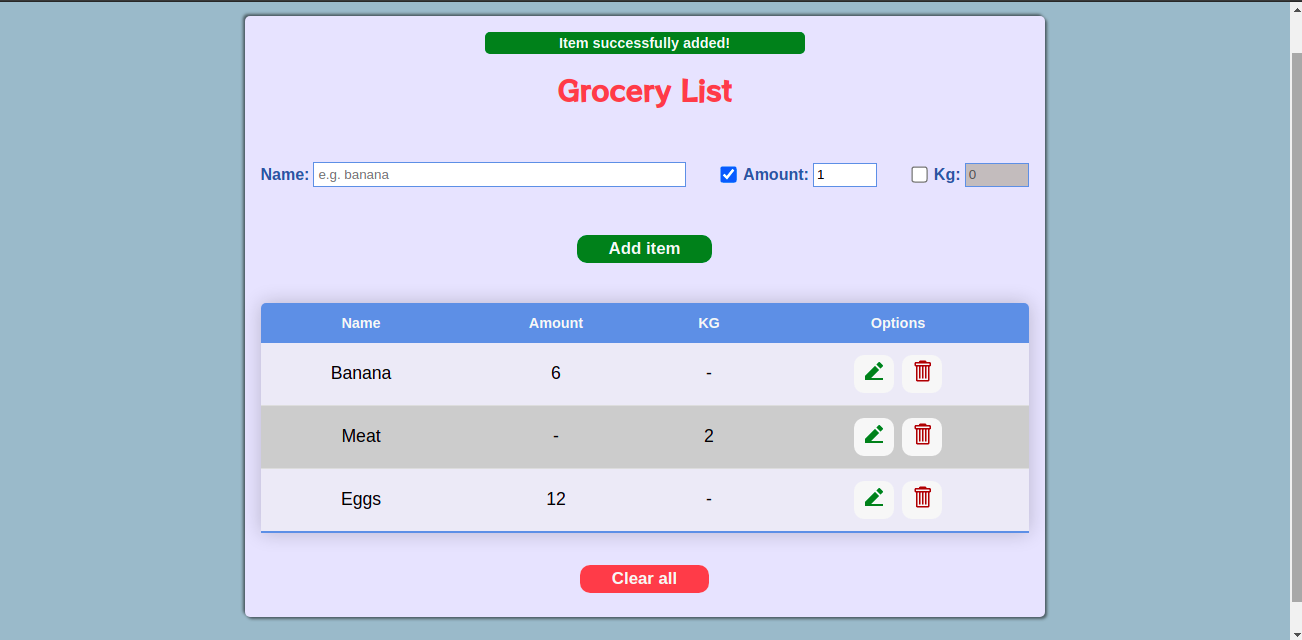 Item successfully added!
Grocery List
Name: e.g. banana Amount: 1 Kg: 0
Add item
Name Amount KG Options
Banana 6 -
Meat - 2
Eggs 12 -
Clear all